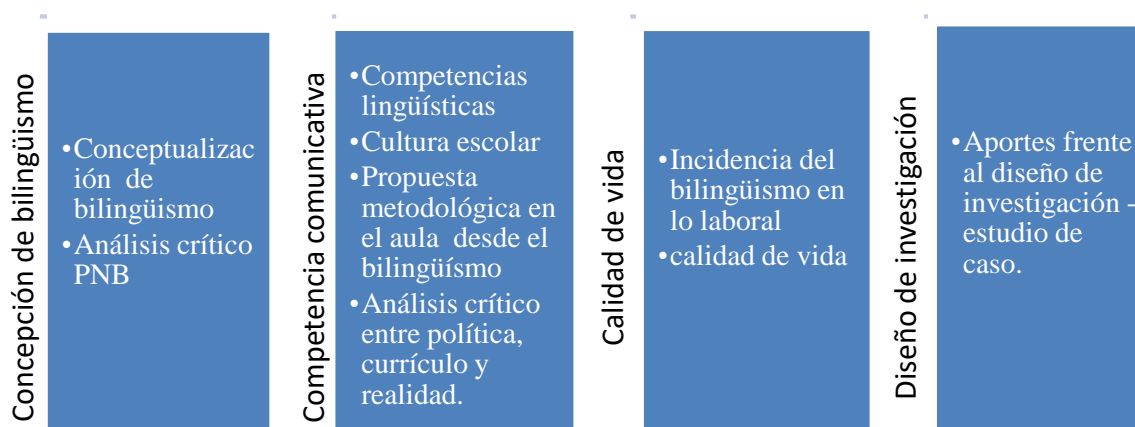 Concepción de bilingüismo
•Conceptualizac
ión de
bilingüismo
•Análisis crítico
PNB
Competencia comunicativa
•Competencias
lingüísticas
•Cultura escolar
•Propuesta
metodológica en
el aula desde el
bilingüísmo
•Análisis crítico
entre política,
currículo y
realidad.
Calidad de vida
•Incidencia del
bilingüismo en
lo laboral
•calidad de vida
Diseño de investigación
•Aportes frente
al diseño de
investigación -
estudio de
caso.